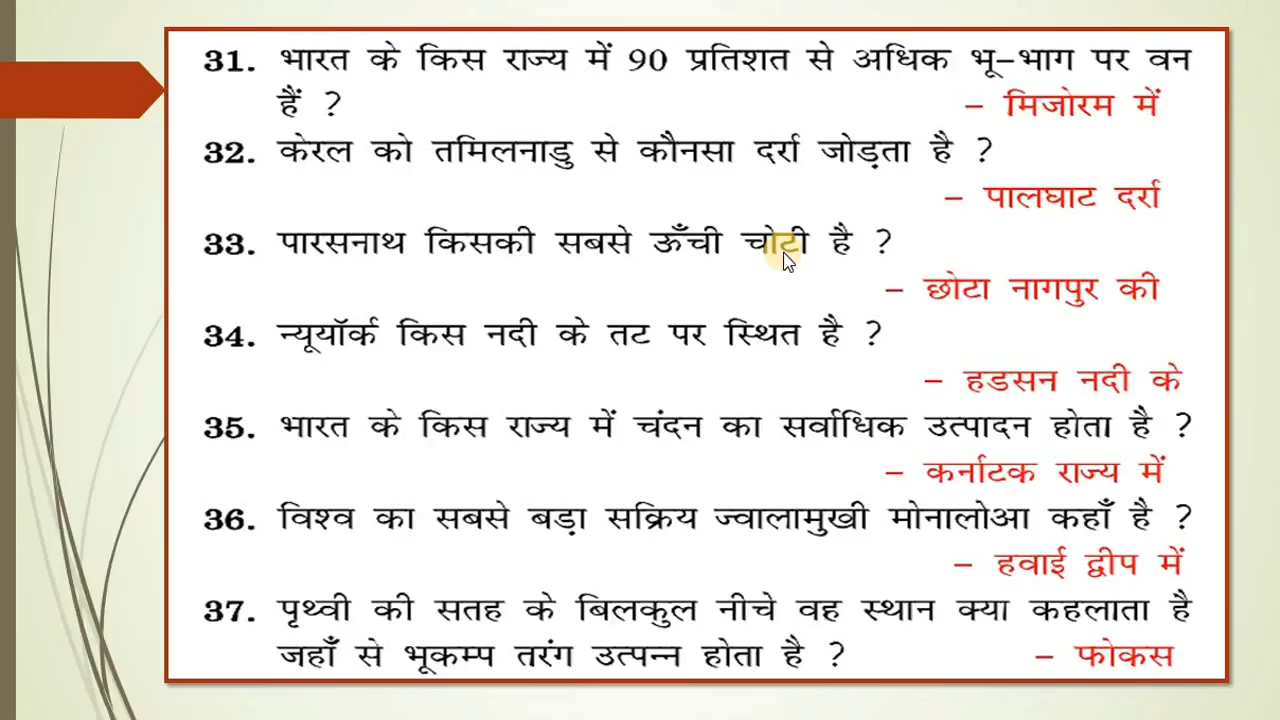 31. भारत के किस राज्य में 90 प्रतिशत से अधिक भू-भाग पर वन
हैं ? – मिजोरम में
32. केरल को तमिलनाडु से कौनसा दर्रा जोड़ता है ?
– पालघाट दर्रा
33. पारसनाथ किसकी सबसे ऊँची चोटी है ?
– छोटा नागपुर की
34. न्यूयॉर्क किस नदी के तट पर स्थित है ?
– हडसन नदी के
35. भारत के किस राज्य में चंदन का सर्वाधिक उत्पादन होता है ?
– कर्नाटक राज्य में
36. विश्व का सबसे बड़ा सक्रिय ज्वालामुखी मोनालोआ कहाँ है ?
– हवाई द्वीप में
37. पृथ्वी की सतह के बिलकुल नीचे वह स्थान क्या कहलाता है
जहाँ से भूकम्प तरंग उत्पन्न होता है ? – फोकस